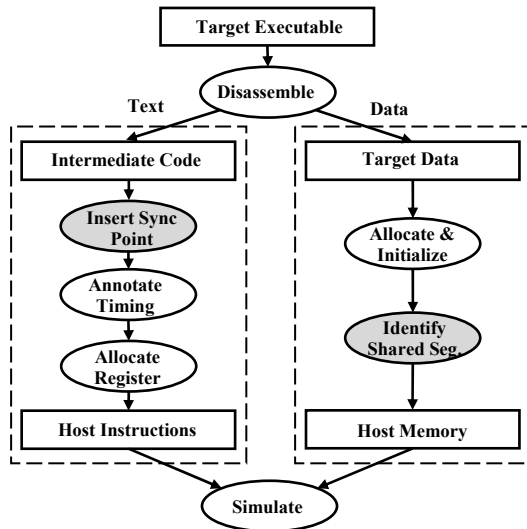 Target Executable
Disassemble
Text
Data
Intermediate Code
Insert Sync
Point
Annotate
Timing
Allocate
Register
Host Instructions
Target Data
Allocate &
Initialize
Identify
Shared Seg.
Host Memory
Simulate